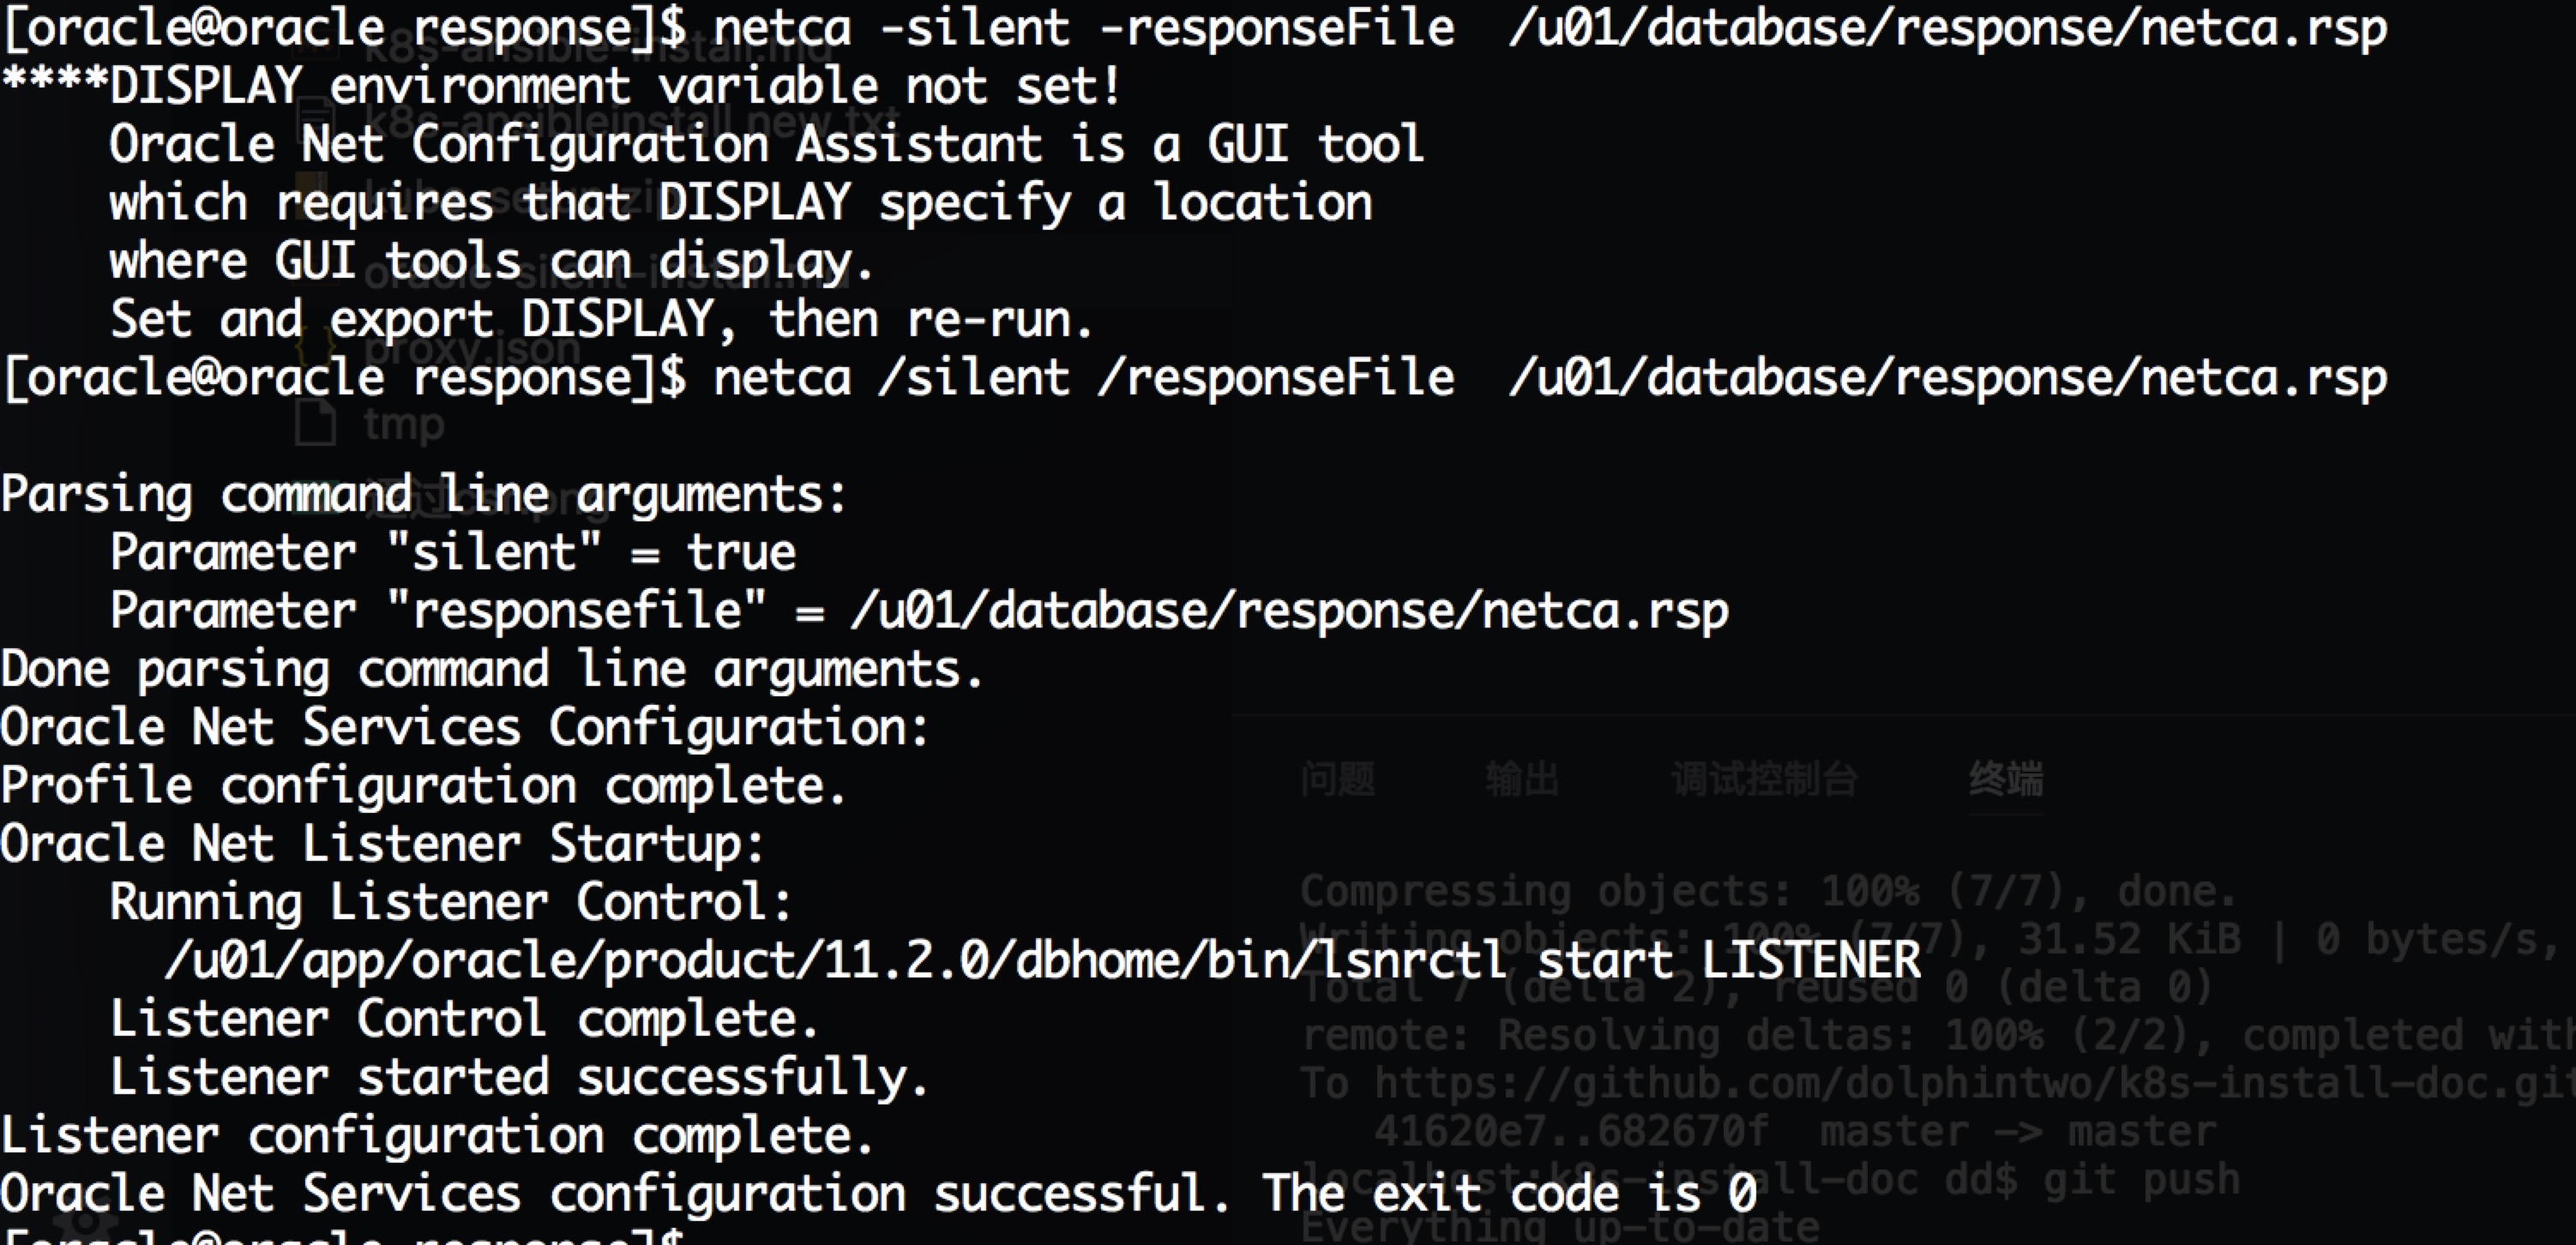 [oracle@oracle response]$ netca -silent -responseFile  /u01/database/response/netca.rsp
****DISPLAY environment variable not set!
    Oracle Net Configuration Assistant is a GUI tool
    which requires that DISPLAY specify a location
    where GUI tools can display.
    Set and export DISPLAY, then re-run.
[oracle@oracle response]$ netca /silent /responseFile  /u01/database/response/netca.rsp

Parsing command line arguments:
    Parameter "silent" = true
    Parameter "responsefile" = /u01/database/response/netca.rsp
Done parsing command line arguments.
Oracle Net Services Configuration:
Profile configuration complete.
Oracle Net Listener Startup:
    Running Listener Control:
      /u01/app/oracle/product/11.2.0/dbhome/bin/lsnrctl start LISTENER
    Listener Control complete.
    Listener started successfully.
Listener configuration complete.
Oracle Net Services configuration successful. The exit code is 0
[oracle@oracle response]$
k8s-ansible-install.md
k8s-ansibleinstall.new.txt
kube-setup.zip
oracle-silent-install.md
proxy.json
tmp
问题 输出 调试控制台 终端
Compressing objects: 100% (7/7), done.
Writing objects: 100% (7/7), 31.52 KiB | 0 bytes/s,
Total 7 (delta 2), reused 0 (delta 0)
remote: Resolving deltas: 100% (2/2), completed with
To https://github.com/dolphintwo/k8s-install-doc.git
   41620e7..682670f  master -> master
localhost:k8s-install-doc dd$ git push
Everything up-to-date